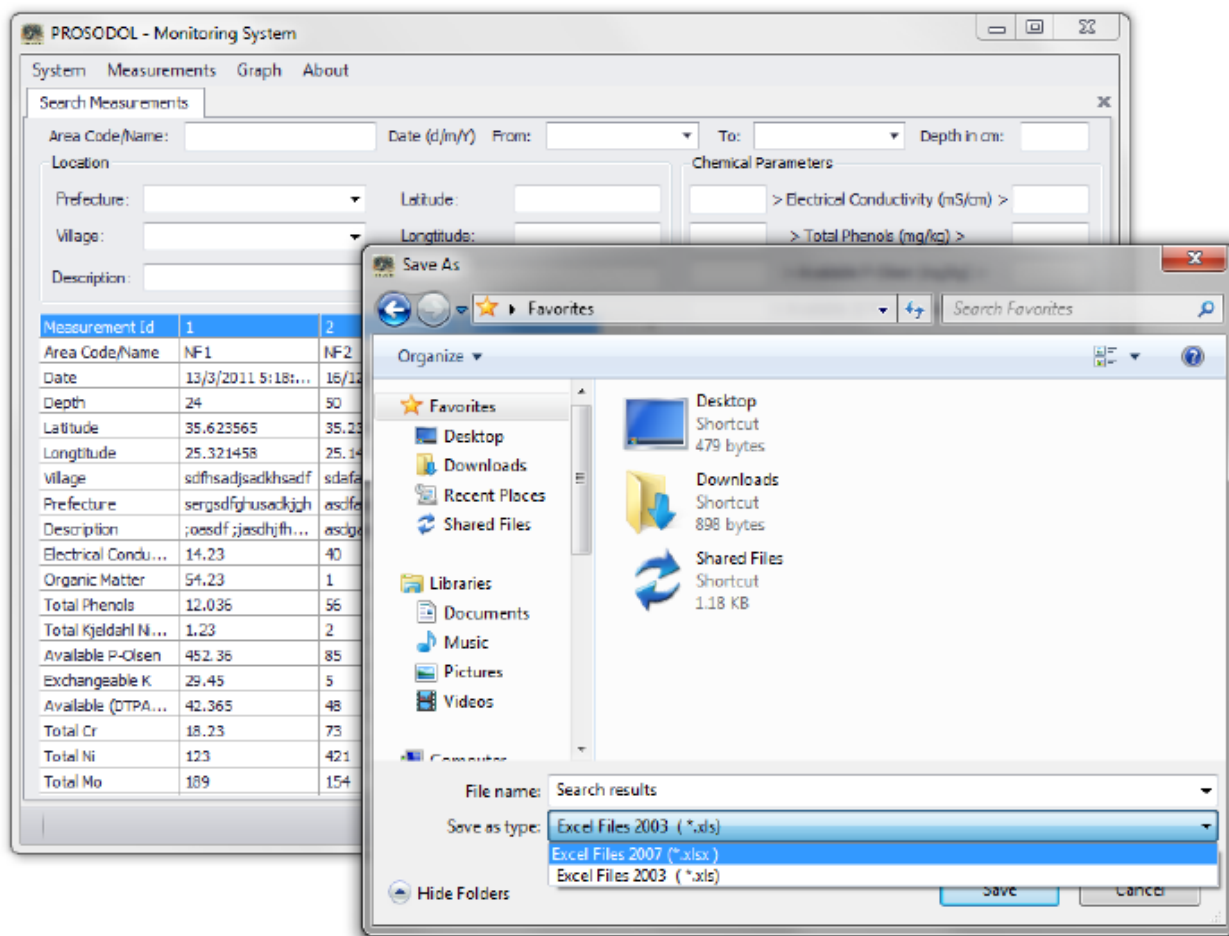 PROSODOL - Monitoring System
System Measurements Graph About
Search Measurements
Area Code/Name: Date (d/m/Y) From: To: Depth in cm:
Location Chemical Parameters
Prefecture: Latitude: > Electrical Conductivity (mS/cm) >
Village: Longtitude: > Total Phenols (mg/kg) >
Description:
Measurement Id 1 2
Area Code/Name NF1 NF2
Date 13/3/2011 5:18:... 16/12
Depth 24 50
Latitude 35.623565 35.23
Longtitude 25.321458 25.14
Village sdfhsadjsadkhsadf sdafa
Prefecture sergsdfghusadkjgh asdfa
Description ;oasdf ;jasdhjfh... asdga
Electrical Condu... 14.23 40
Organic Matter 54.23 1
Total Phenols 12.036 56
Total Kjeldahl Ni... 1.23 2
Available P-Olsen 452.36 85
Exchangeable K 29.45 5
Available (DTPA... 42.365 48
Total Cr 18.23 73
Total Ni 123 421
Total Mo 189 154
Save As
Favorites Search Favorites
Organize
Favorites
Desktop
Downloads
Recent Places
Shared Files
Libraries
Documents
Music
Pictures
Videos
Computer
Desktop
Shortcut
479 bytes
Downloads
Shortcut
898 bytes
Shared Files
Shortcut
1.18 KB
File name: Search results
Save as type: Excel Files 2003 ( *.xls)
Excel Files 2007 (*.xlsx )
Excel Files 2003 ( *.xls)
Hide Folders Save Cancel